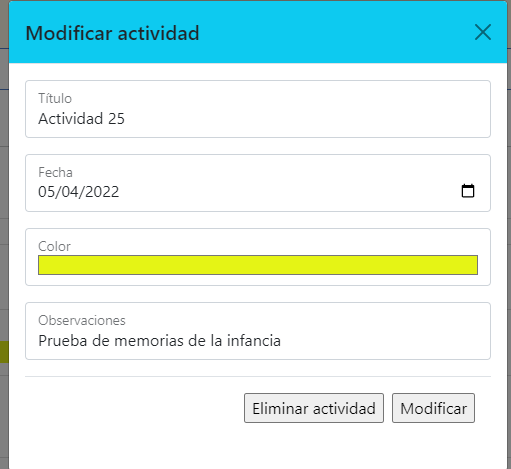 Modificar actividad
Título
Actividad 25
Fecha
05/04/2022
Color
Observaciones
Prueba de memorias de la infancia
Eliminar actividad Modificar